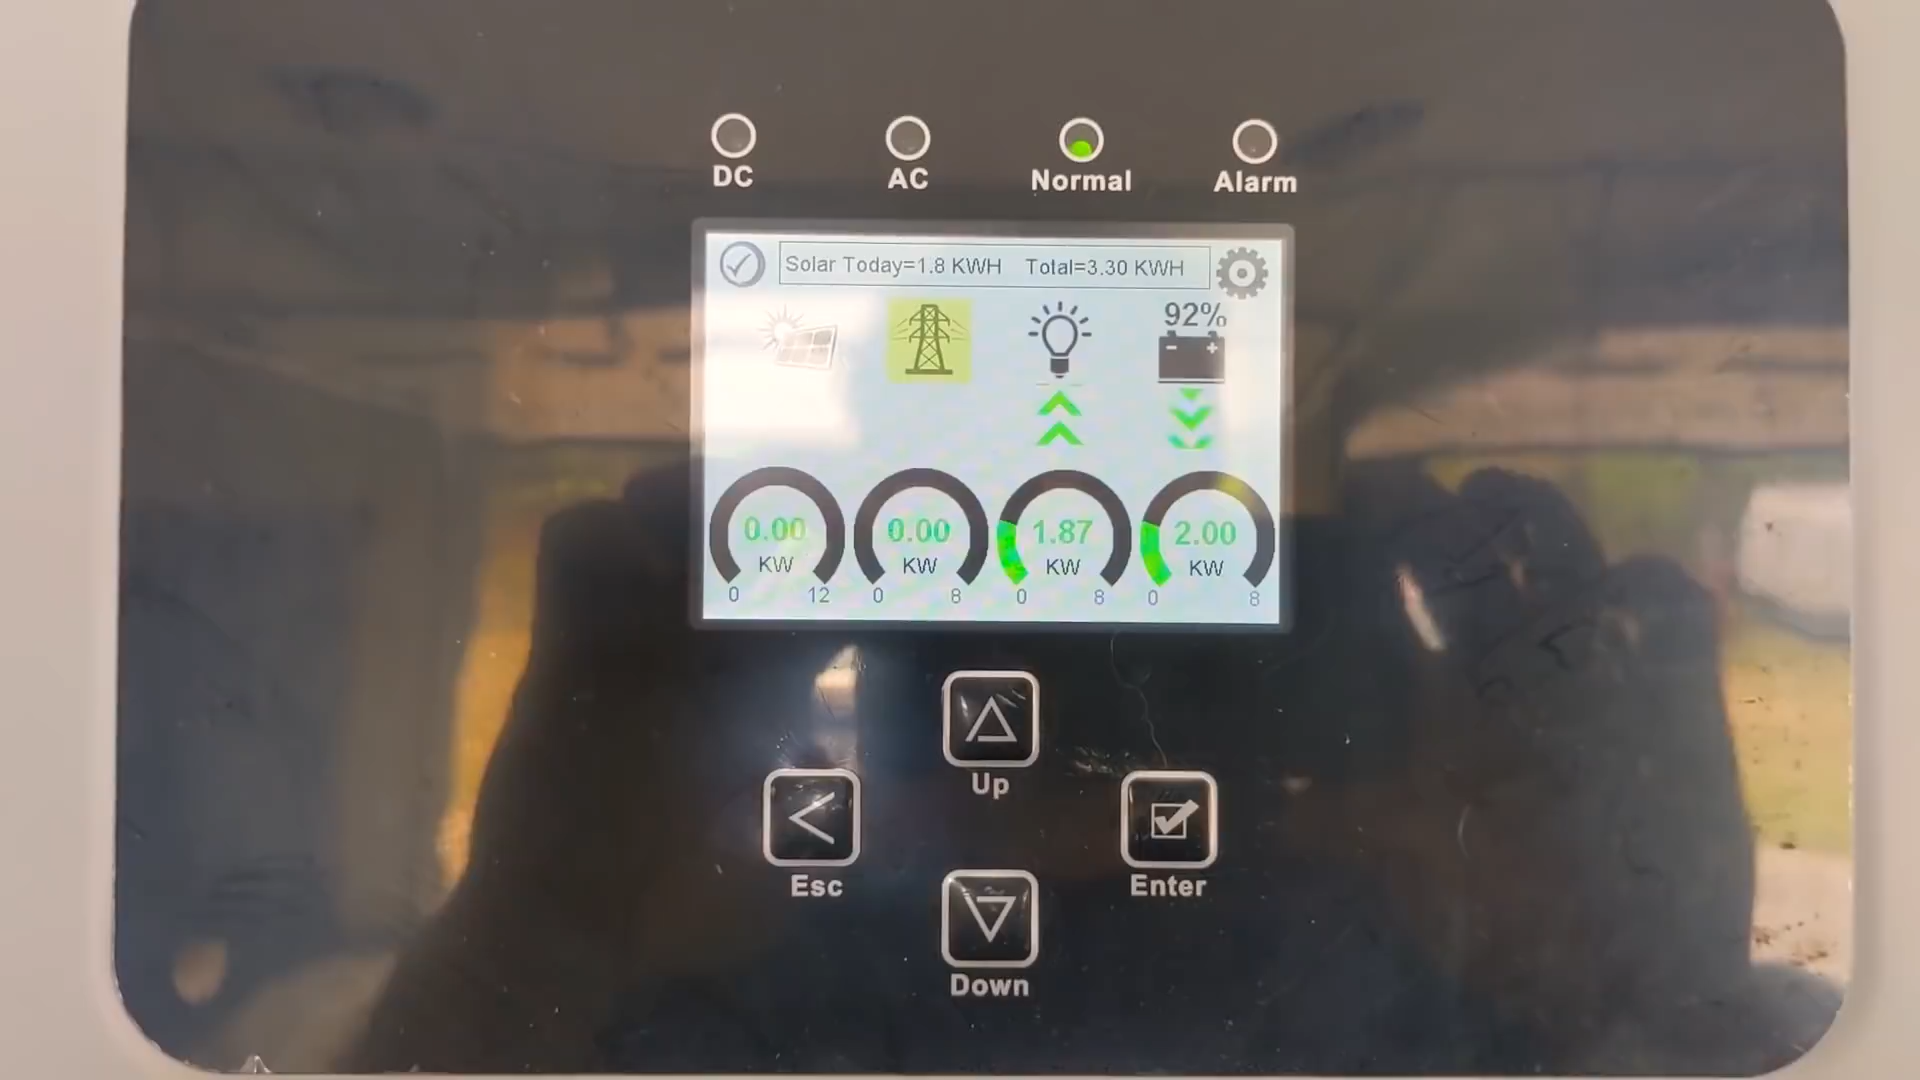 DC AC Normal Alarm
Solar Today=1.8 KWH Total=3.30 KWH
92%
0.00 0.00 1.87 2.00
KW KW KW KW
0 12 0 8 0 8 0 8
Up
Esc Enter
Down